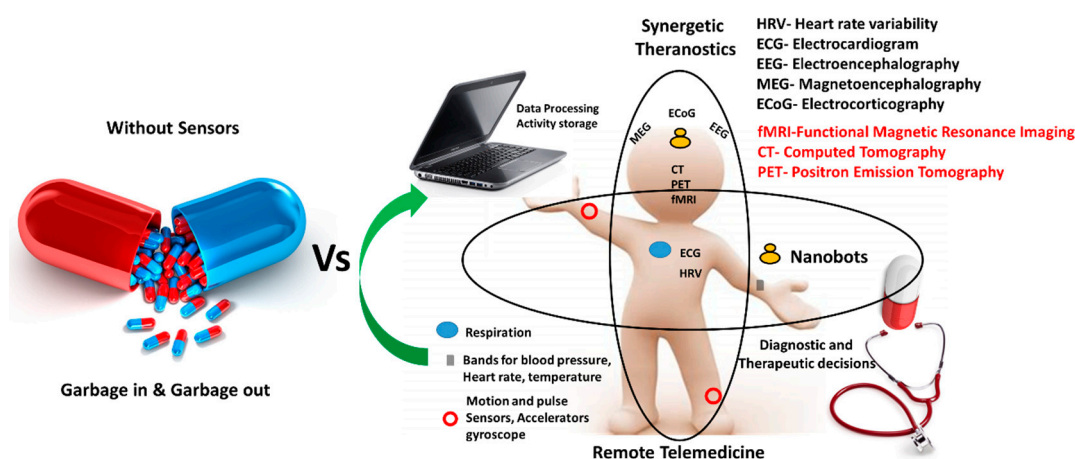 Without Sensors
Garbage in & Garbage out
Vs
Data Processing
Activity storage
Synergetic
Theranostics
HRV- Heart rate variability
ECG- Electrocardiogram
EEG- Electroencephalography
MEG- Magnetoencephalography
ECoG- Electrocorticography
fMRI-Functional Magnetic Resonance Imaging
CT- Computed Tomography
PET- Positron Emission Tomography
ECoG
MEG
EEG
CT
PET
fMRI
ECG
HRV
Nanobots
Respiration
Bands for blood pressure,
Heart rate, temperature
Motion and pulse
Sensors, Accelerators
gyroscope
Diagnostic and
Therapeutic decisions
Remote Telemedicine